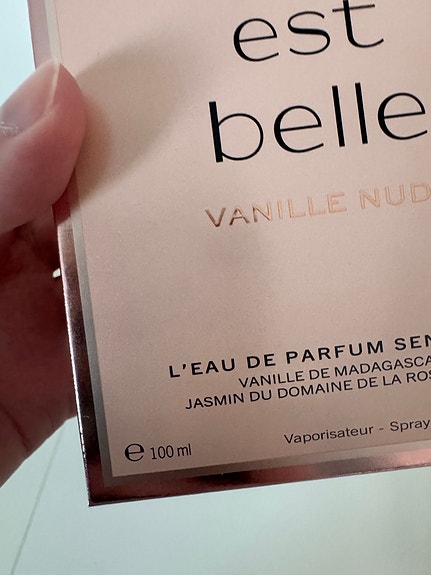 est
belle
VANILLE NUD
L'EAU DE PARFUM SEN
VANILLE DE MADAGASCA
JASMIN DU DOMAINE DE LA ROS
Vaporisateur - Spray
℮ 100 ml